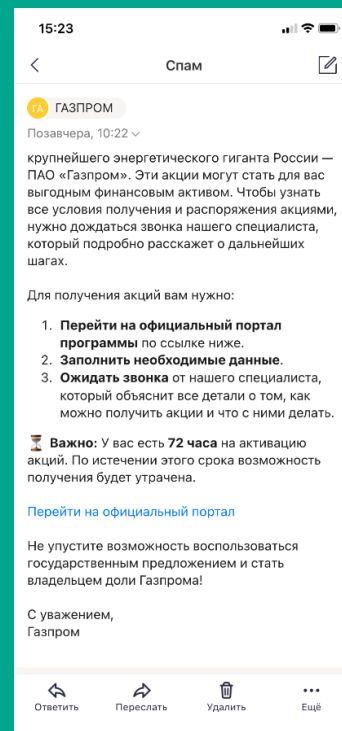 15:23
Спам
ГА ГАЗПРОМ
Позавчера, 10:22
крупнейшего энергетического гиганта России —
ПАО «Газпром». Эти акции могут стать для вас
выгодным финансовым активом. Чтобы узнать
все условия получения и распоряжения акциями,
нужно дождаться звонка нашего специалиста,
который подробно расскажет о дальнейших
шагах.
Для получения акций вам нужно:
1. Перейти на официальный портал
программы по ссылке ниже.
2. Заполнить необходимые данные.
3. Ожидать звонка от нашего специалиста,
который объяснит все детали о том, как
можно получить акции и что с ними делать.
⏳ Важно: У вас есть 72 часа на активацию
акций. По истечении этого срока возможность
получения будет утрачена.
Перейти на официальный портал
Не упустите возможность воспользоваться
государственным предложением и стать
владельцем доли Газпрома!
С уважением,
Газпром
Ответить Переслать Удалить Ещё